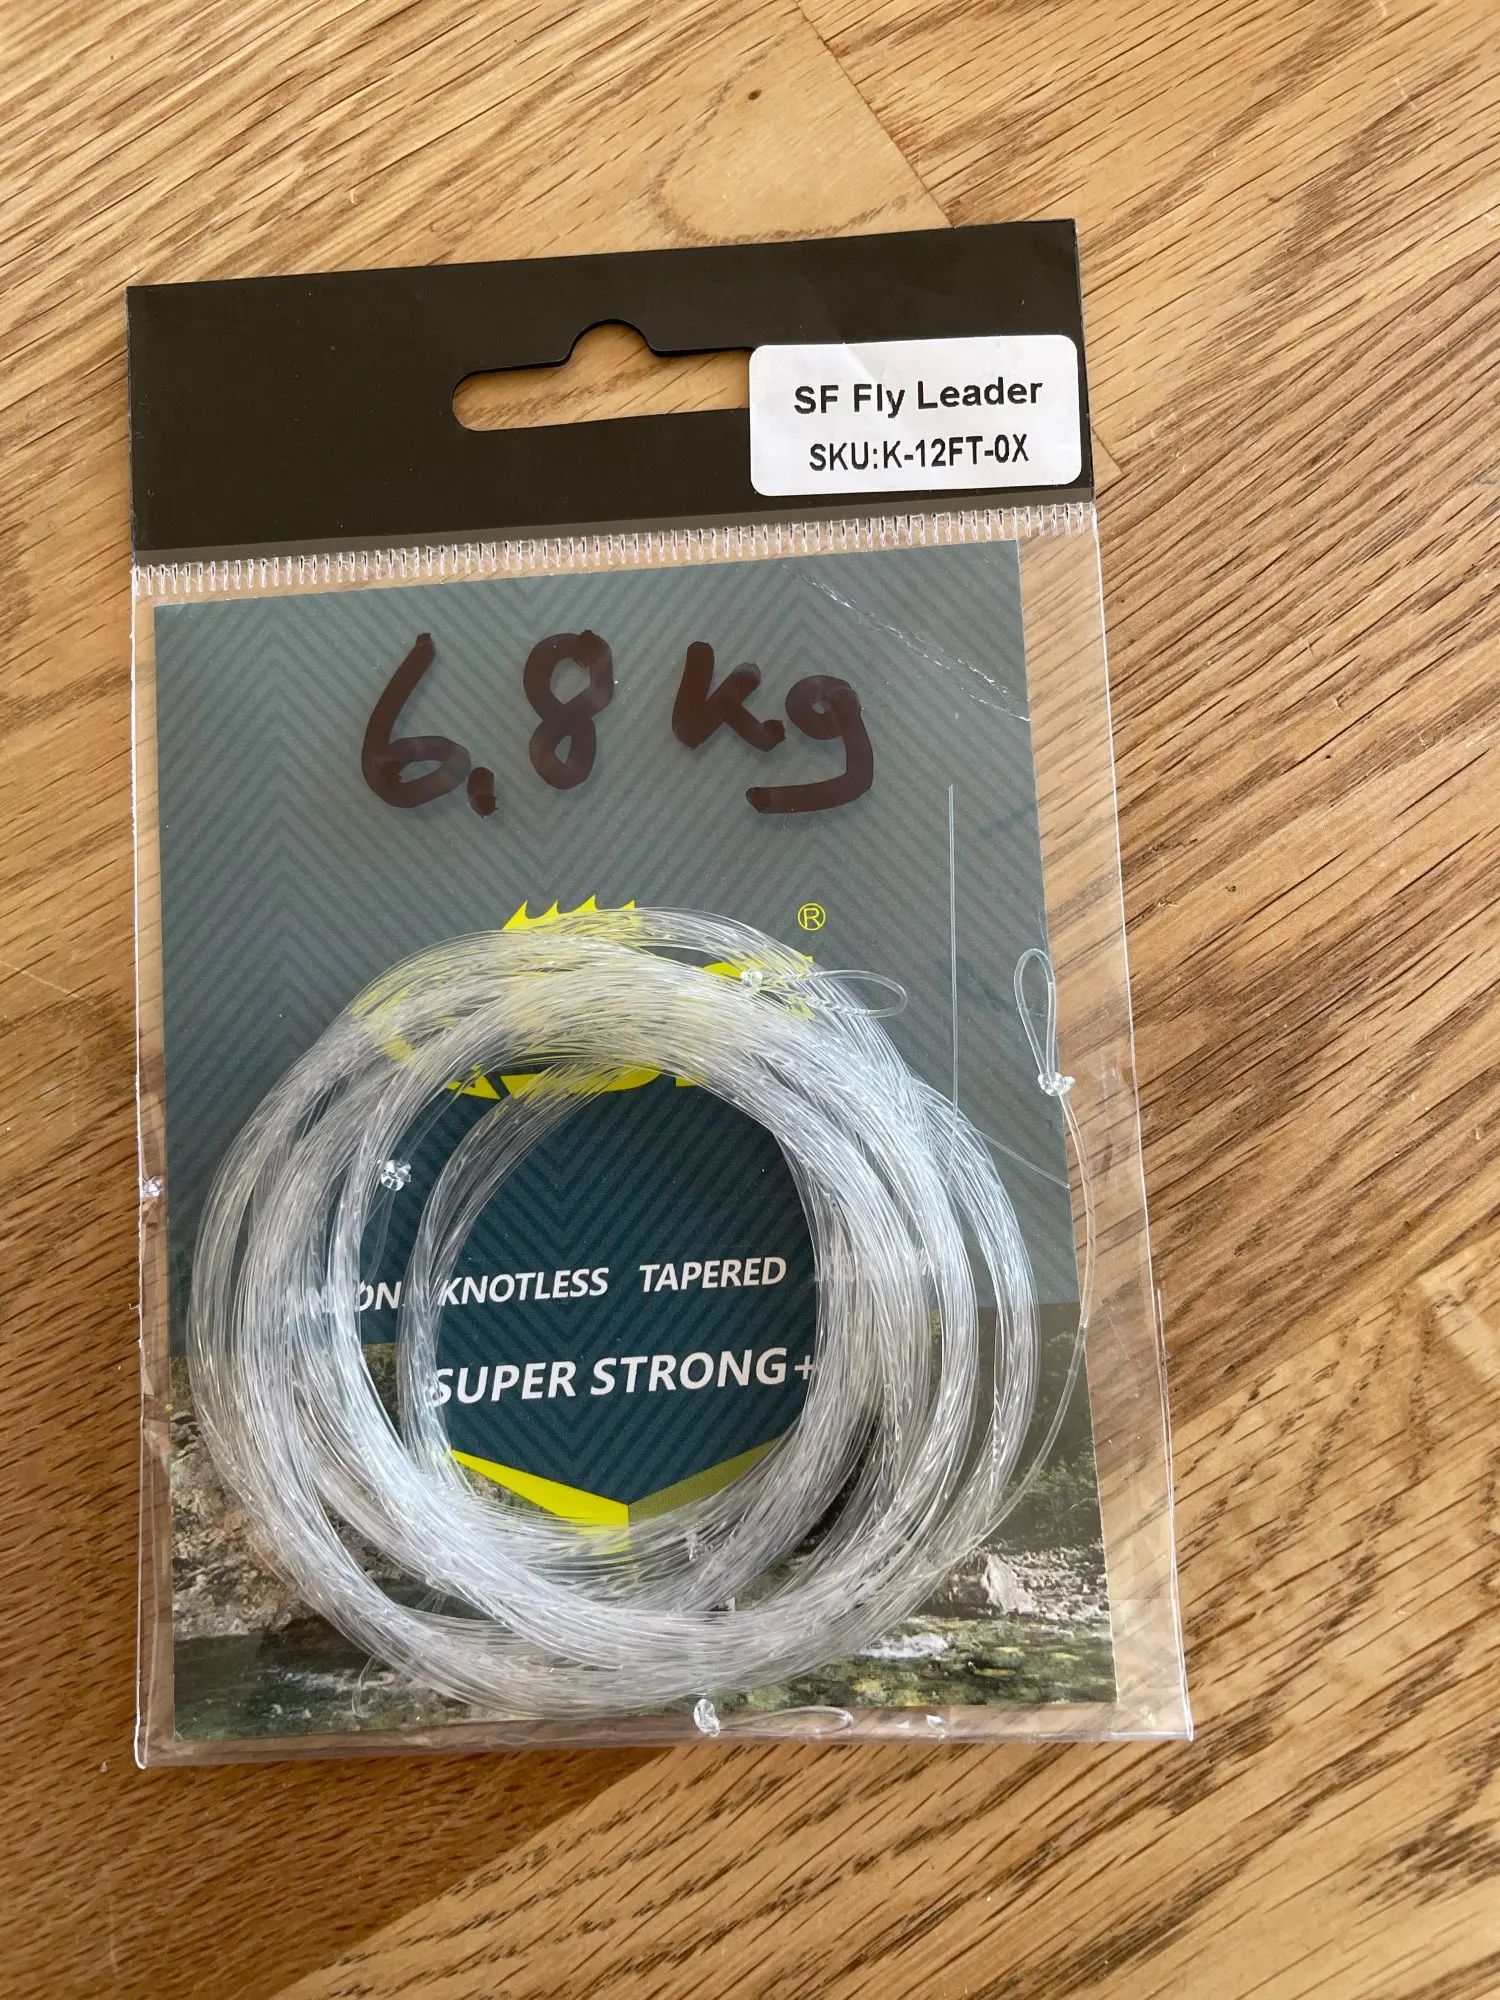 SF Fly Leader
SKU:K-12FT-0X
6,8 kg
®
KNOTLESS TAPERED
SUPER STRONG+